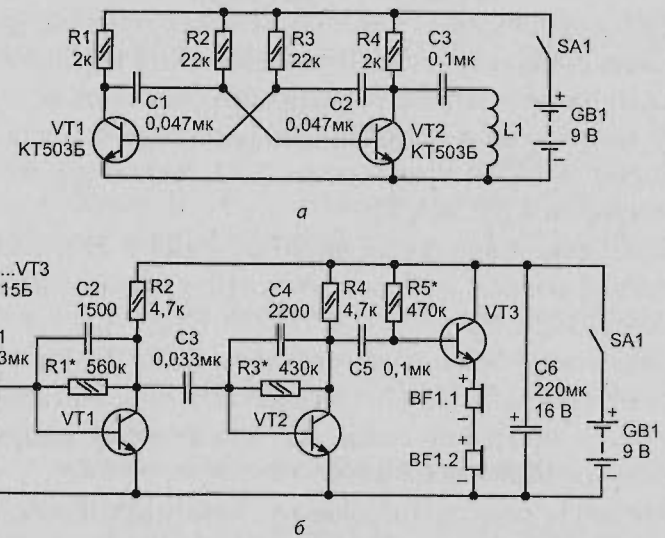 R1
2к
R2
22к
R3
22к
R4
2к
C3
0,1мк
SA1
C1
0,047мк
C2
0,047мк
VT1
КТ503Б
VT2
КТ503Б
L1
+
GB1
9 В
−
а
...VT3
15Б
C2
1500
R2
4,7к
C4
2200
R4
4,7к
R5*
470к
VT3
SA1
1
3мк
R1* 560к
C3
0,033мк
R3* 430к
C5 0,1мк
VT1
VT2
+
BF1.1
−
BF1.2
+
C6
220мк
16 В
+
GB1
9 В
−
б